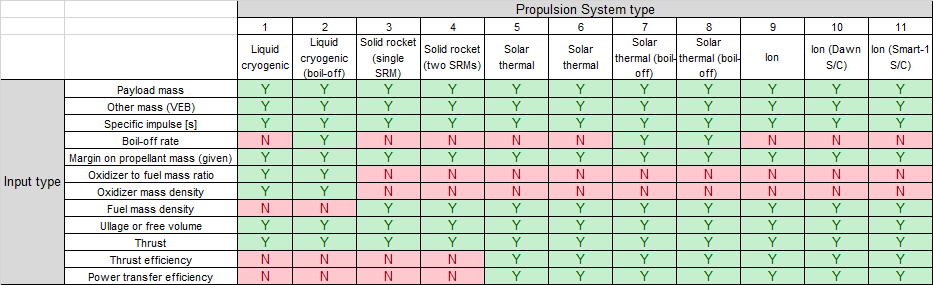 Propulsion System type
1 2 3 4 5 6 7 8 9 10 11
Liquid cryogenic Liquid cryogenic (boil-off) Solid rocket (single SRM) Solid rocket (two SRMs) Solar thermal Solar thermal Solar thermal (boil-off) Solar thermal (boil-off) Ion Ion (Dawn S/C) Ion (Smart-1 S/C)
Input type
Payload mass Y Y Y Y Y Y Y Y Y Y Y
Other mass (VEB) Y Y Y Y Y Y Y Y Y Y Y
Specific impulse [s] Y Y Y Y Y Y Y Y Y Y Y
Boil-off rate N Y N N N N Y Y N N N
Margin on propellant mass (given) Y Y Y Y Y Y Y Y Y Y Y
Oxidizer to fuel mass ratio Y Y N N N N N N N N N
Oxidizer mass density Y Y N N N N N N N N N
Fuel mass density N N Y Y Y Y Y Y Y Y Y
Ullage or free volume Y Y Y Y Y Y Y Y Y Y Y
Thrust Y Y Y Y Y Y Y Y Y Y Y
Thrust efficiency N N N N Y Y Y Y Y Y Y
Power transfer efficiency N N N N Y Y Y Y Y Y Y